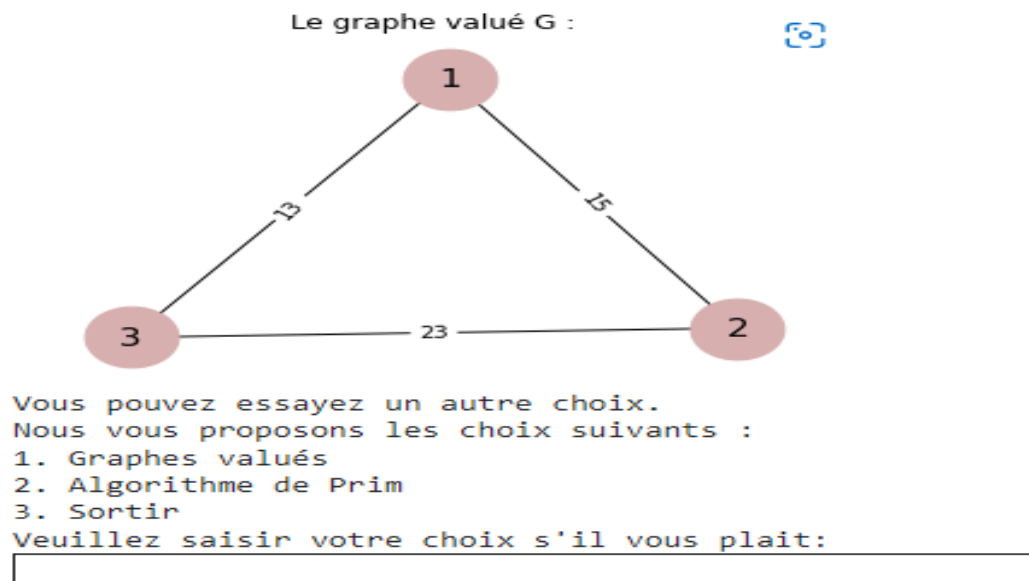 Le graphe valué G :
1
13
15
3
23
2
Vous pouvez essayez un autre choix.
Nous vous proposons les choix suivants :
1. Graphes valués
2. Algorithme de Prim
3. Sortir
Veuillez saisir votre choix s'il vous plait: